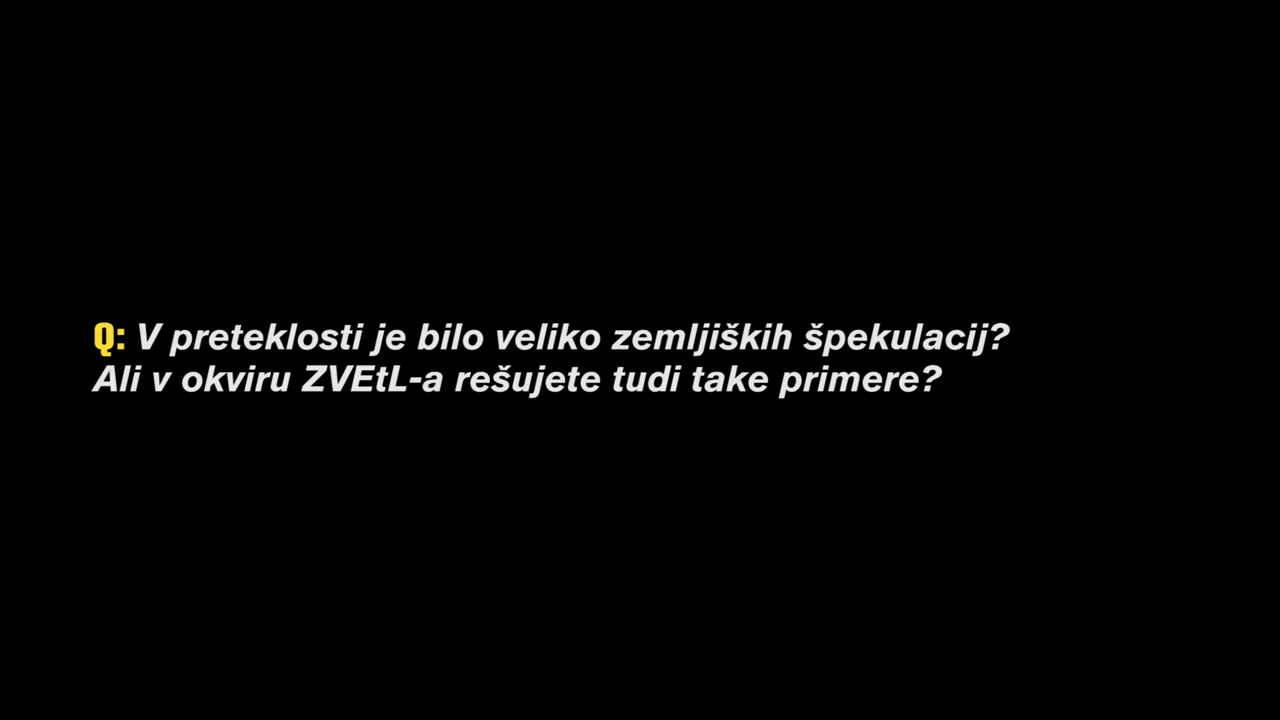 Q: V preteklosti je bilo veliko zemljiških špekulacij?
Ali v okviru ZVEtL-a rešujete tudi take primere?